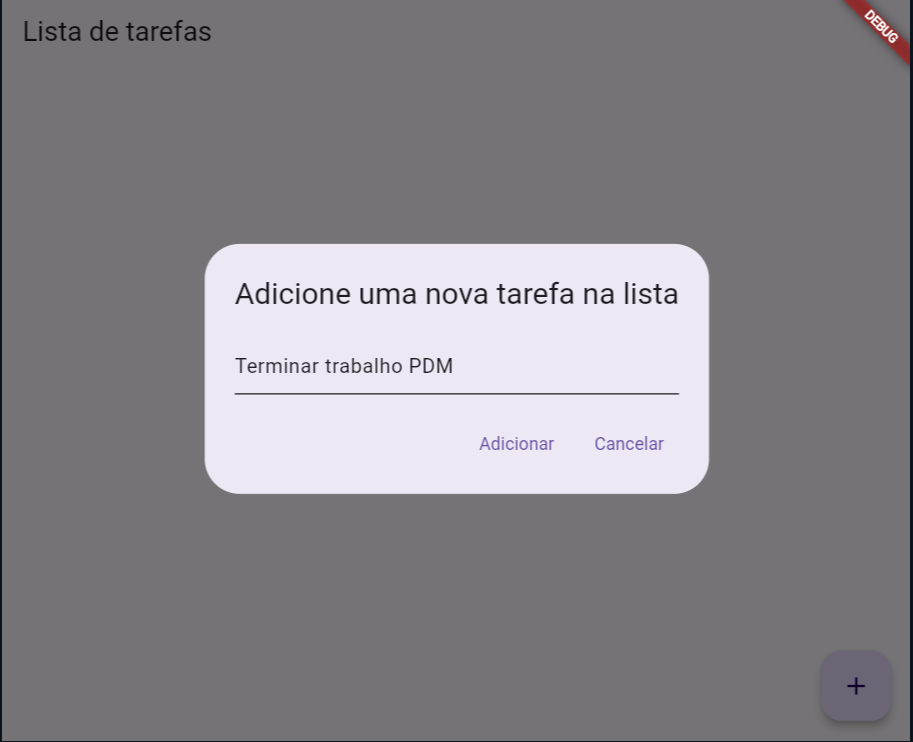 Lista de tarefas
DEBUG
Adicione uma nova tarefa na lista
Terminar trabalho PDM
Adicionar Cancelar
+